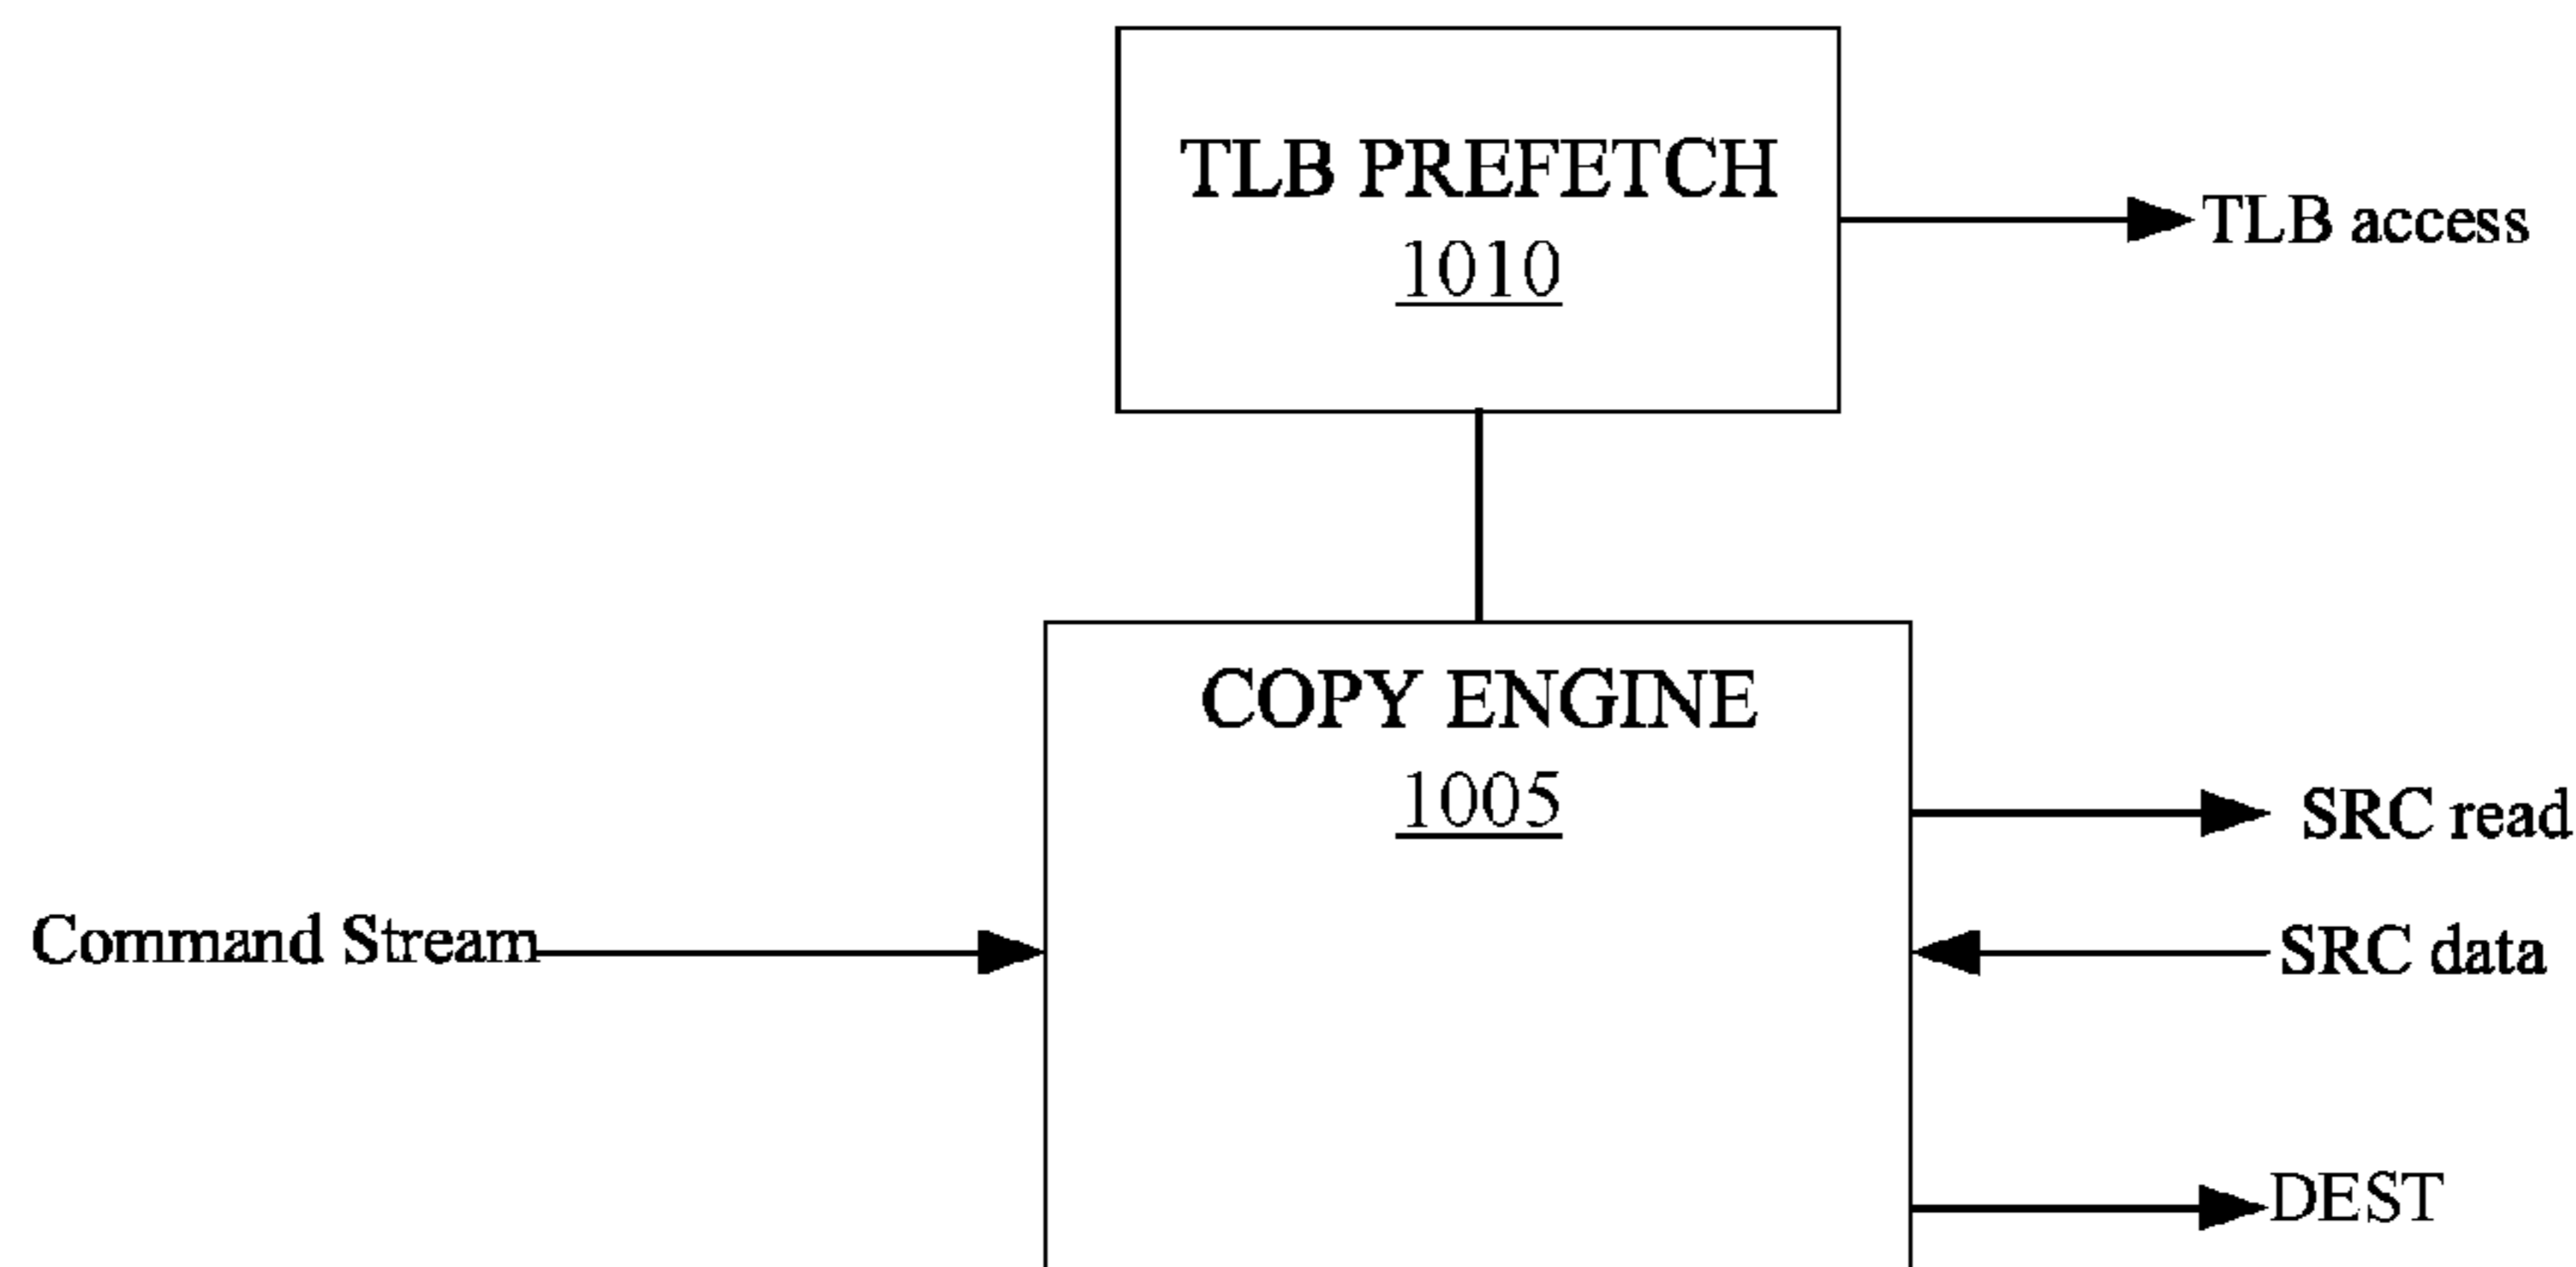 TLB PREFETCH
1010
TLB access
COPY ENGINE
1005
SRC read
Command Stream
SRC data
DEST